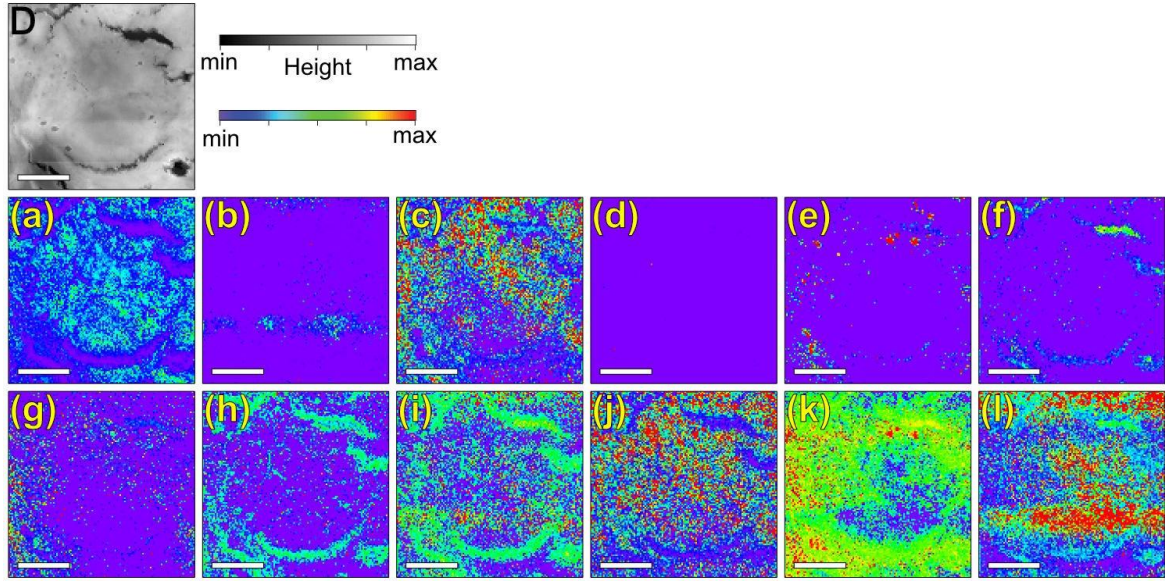 D
min Height max
min max
(a) (b) (c) (d) (e) (f)
(g) (h) (i) (j) (k) (l)